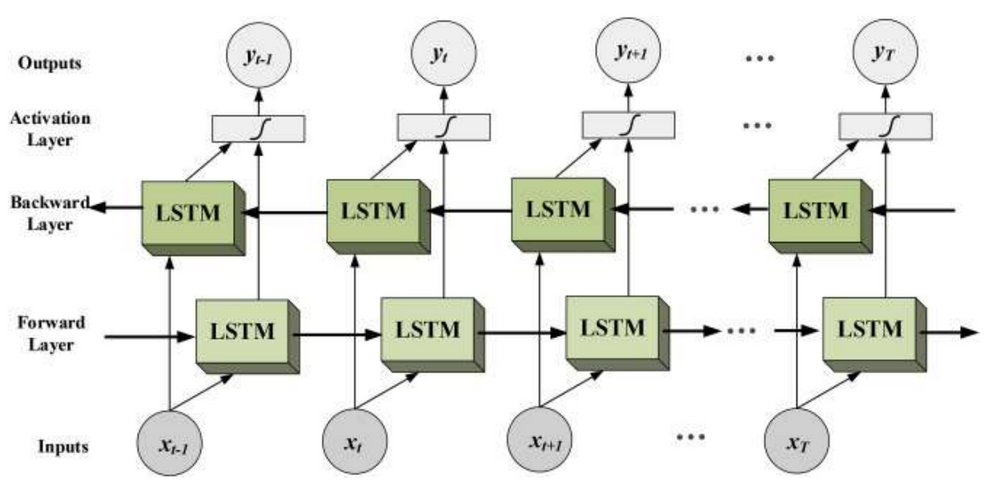 Outputs
y_{t-1} y_t y_{t+1} ... y_T
Activation
Layer
∫ ∫ ∫ ... ∫
Backward
Layer
LSTM LSTM LSTM ... LSTM
Forward
Layer
LSTM LSTM LSTM ... LSTM
Inputs
x_{t-1} x_t x_{t+1} ... x_T